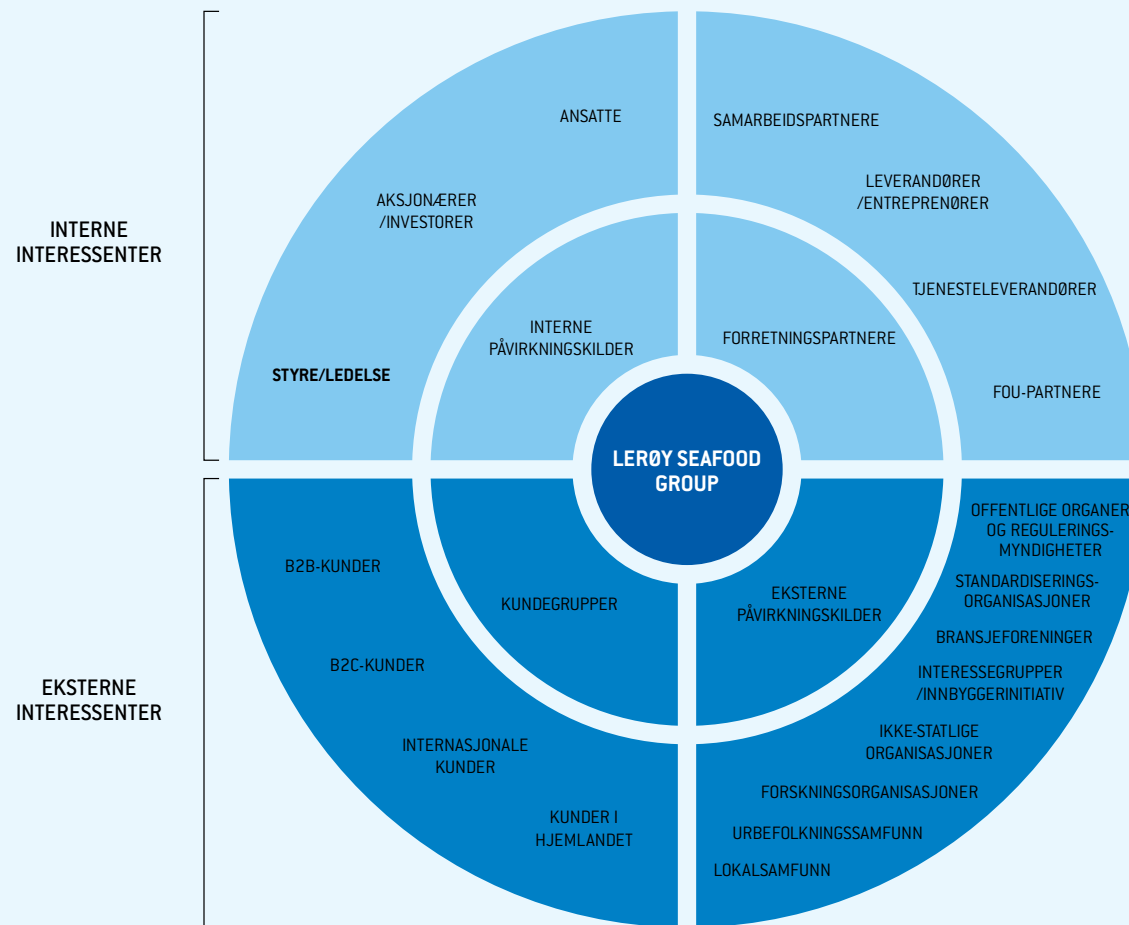 INTERNE
INTERESSENTER
ANSATTE
AKSJONÆRER
/INVESTORER
STYRE/LEDELSE
INTERNE
PÅVIRKNINGSKILDER
SAMARBEIDSPARTNERE
LEVERANDØRER
/ENTREPRENØRER
TJENESTELEVERANDØRER
FOU-PARTNERE
FORRETNINGSPARTNERE
LERØY SEAFOOD
GROUP
EKSTERNE
INTERESSENTER
B2B-KUNDER
B2C-KUNDER
INTERNASJONALE
KUNDER
KUNDER I
HJEMLANDET
KUNDEGRUPPER
EKSTERNE
PÅVIRKNINGSKILDER
OFFENTLIGE ORGANER
OG REGULERINGS-
MYNDIGHETER
STANDARDISERINGS-
ORGANISASJONER
BRANSJEFORENINGER
INTERESSEGRUPPER
/INNBYGGERINITIATIV
IKKE-STATLIGE
ORGANISASJONER
FORSKNINGSORGANISASJONER
URBEFOLKNINGSSAMFUNN
LOKALSAMFUNN